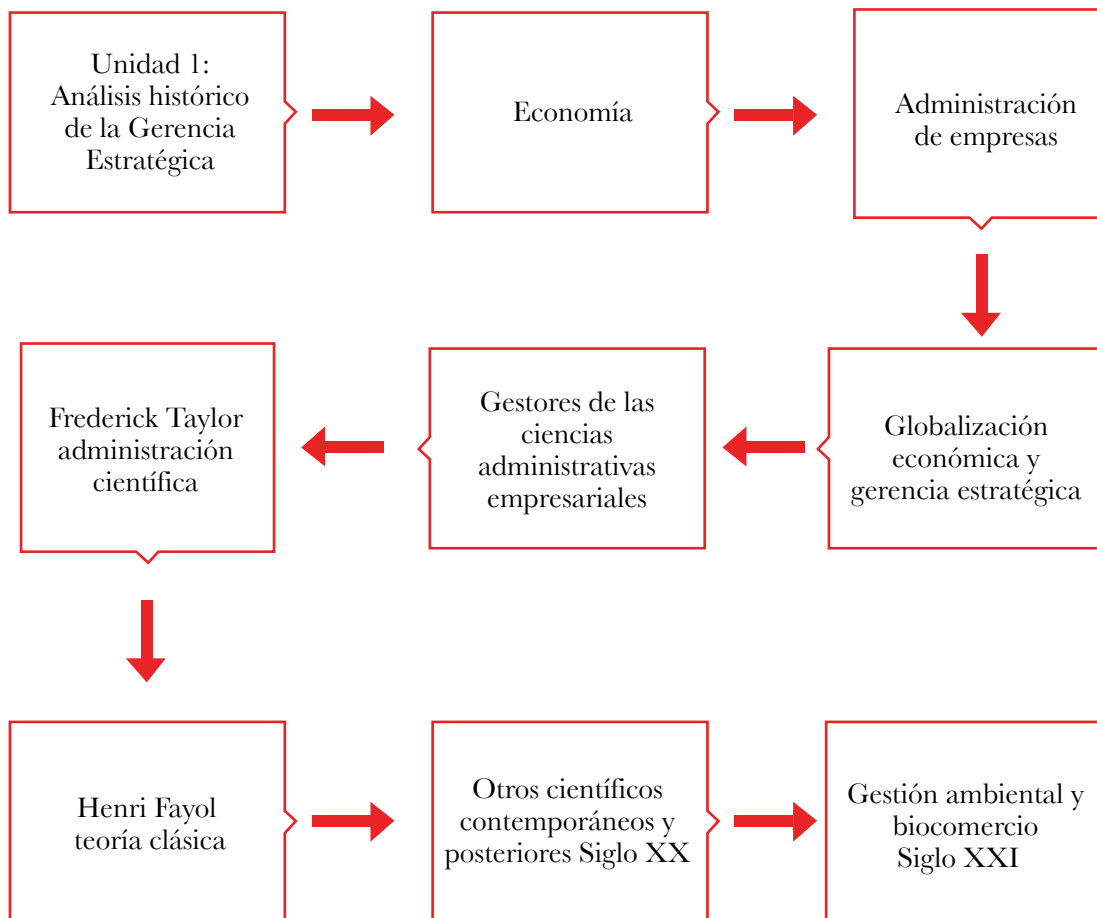 Unidad 1:
Análisis histórico
de la Gerencia
Estratégica
Economía
Administración
de empresas
Globalización
económica y
gerencia estratégica
Gestores de las
ciencias
administrativas
empresariales
Frederick Taylor
administración
científica
Henri Fayol
teoría clásica
Otros científicos
contemporáneos y
posteriores Siglo XX
Gestión ambiental y
biocomercio
Siglo XXI